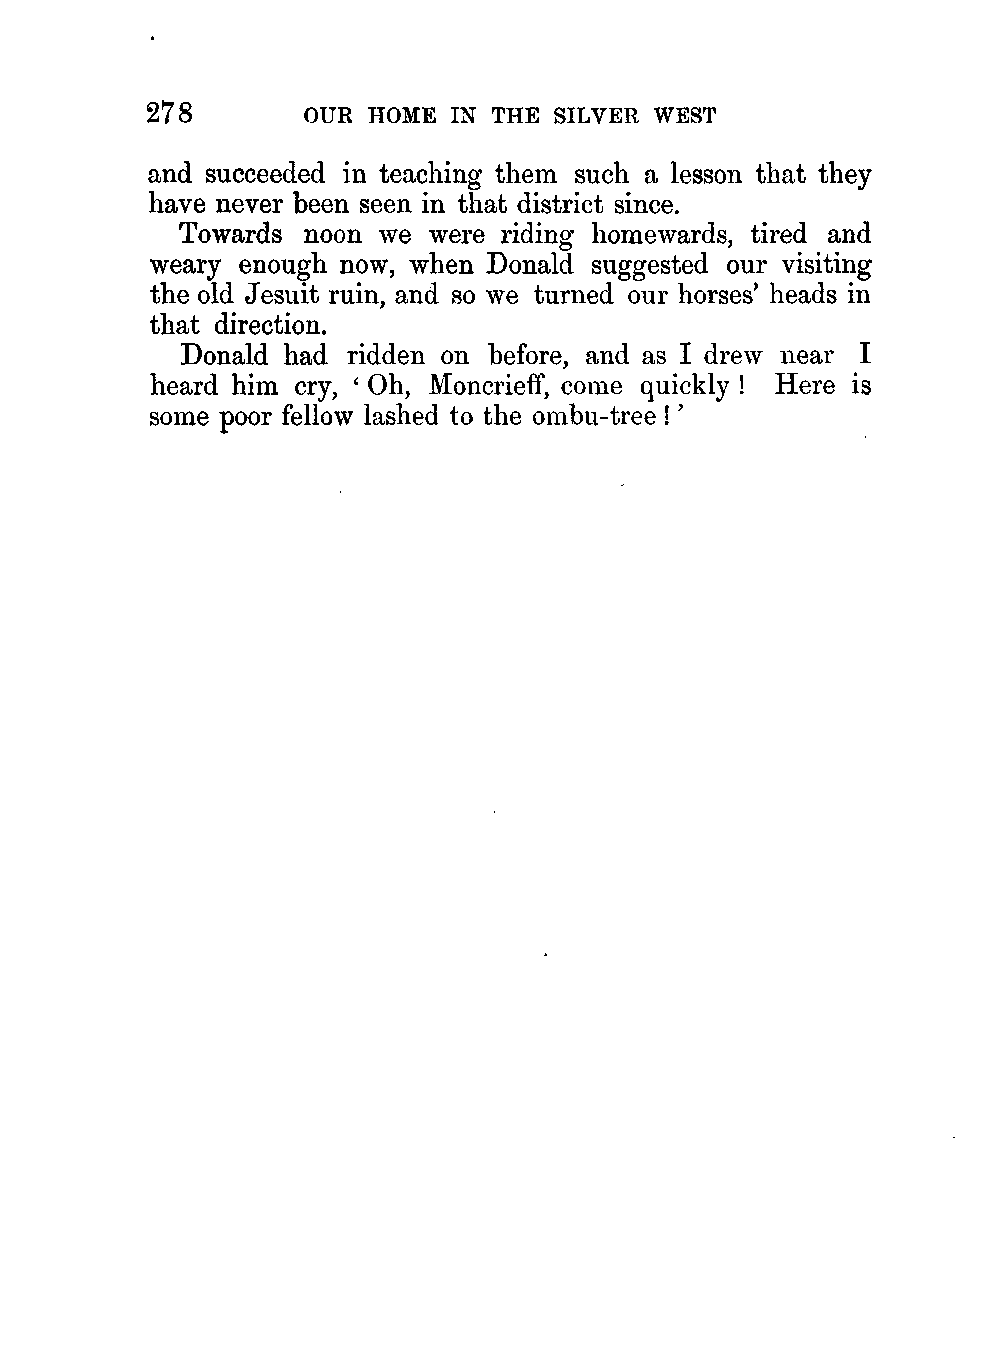 278 OUR HOME IN THE SILVER WEST
and succeeded in teaching them such a lesson that they
have never been seen in that district since.
Towards noon we were riding homewards, tired and
weary enough now, when Donald suggested our visiting
the old Jesuit ruin, and so we turned our horses' heads in
that direction.
Donald had ridden on before, and as I drew near I
heard him cry, ‘ Oh, Moncrieff, come quickly ! Here is
some poor fellow lashed to the ombu-tree ! ’